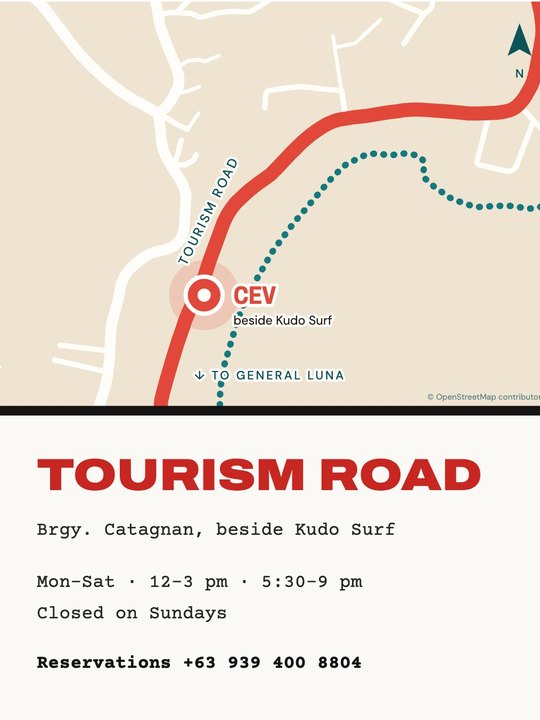 N
TOURISM ROAD
CEV
beside Kudo Surf
↓ TO GENERAL LUNA
© OpenStreetMap contributor
TOURISM ROAD
Brgy. Catagnan, beside Kudo Surf
Mon-Sat · 12-3 pm · 5:30-9 pm
Closed on Sundays
Reservations +63 939 400 8804